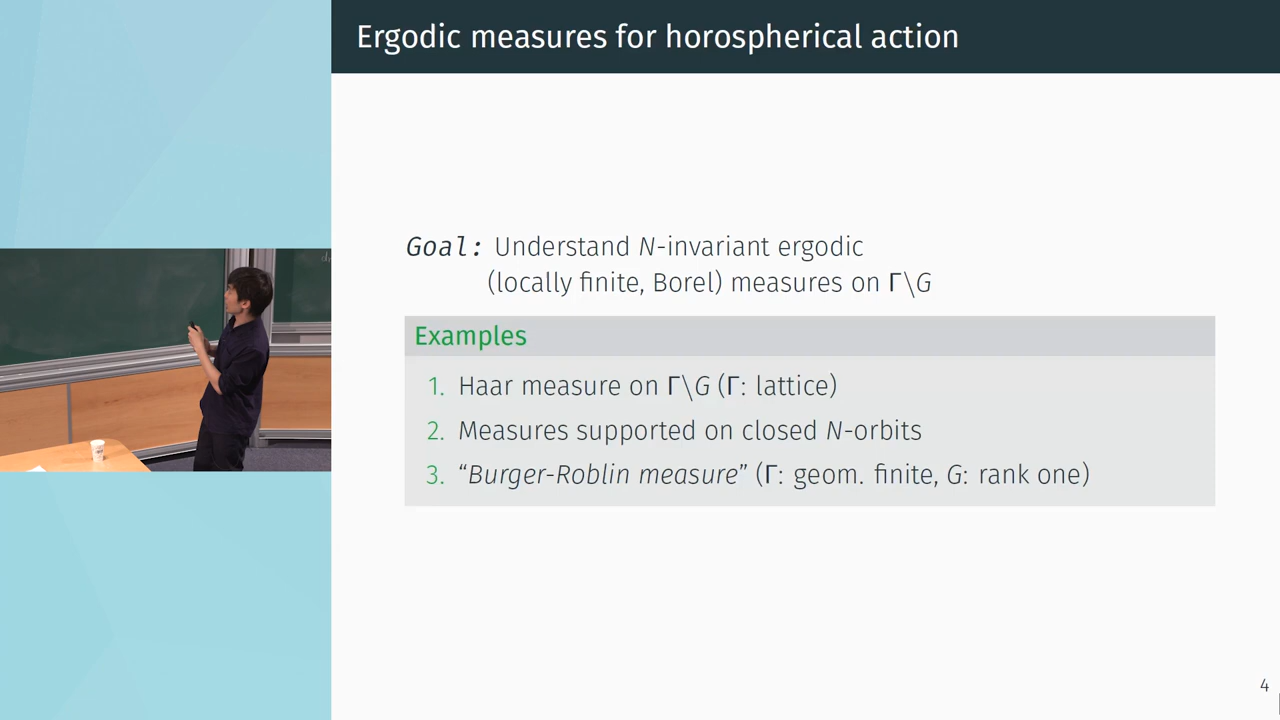 Ergodic measures for horospherical action
Goal: Understand N-invariant ergodic
(locally finite, Borel) measures on Γ\G
Examples
1. Haar measure on Γ\G (Γ: lattice)
2. Measures supported on closed N-orbits
3. “Burger-Roblin measure” (Γ: geom. finite, G: rank one)
4